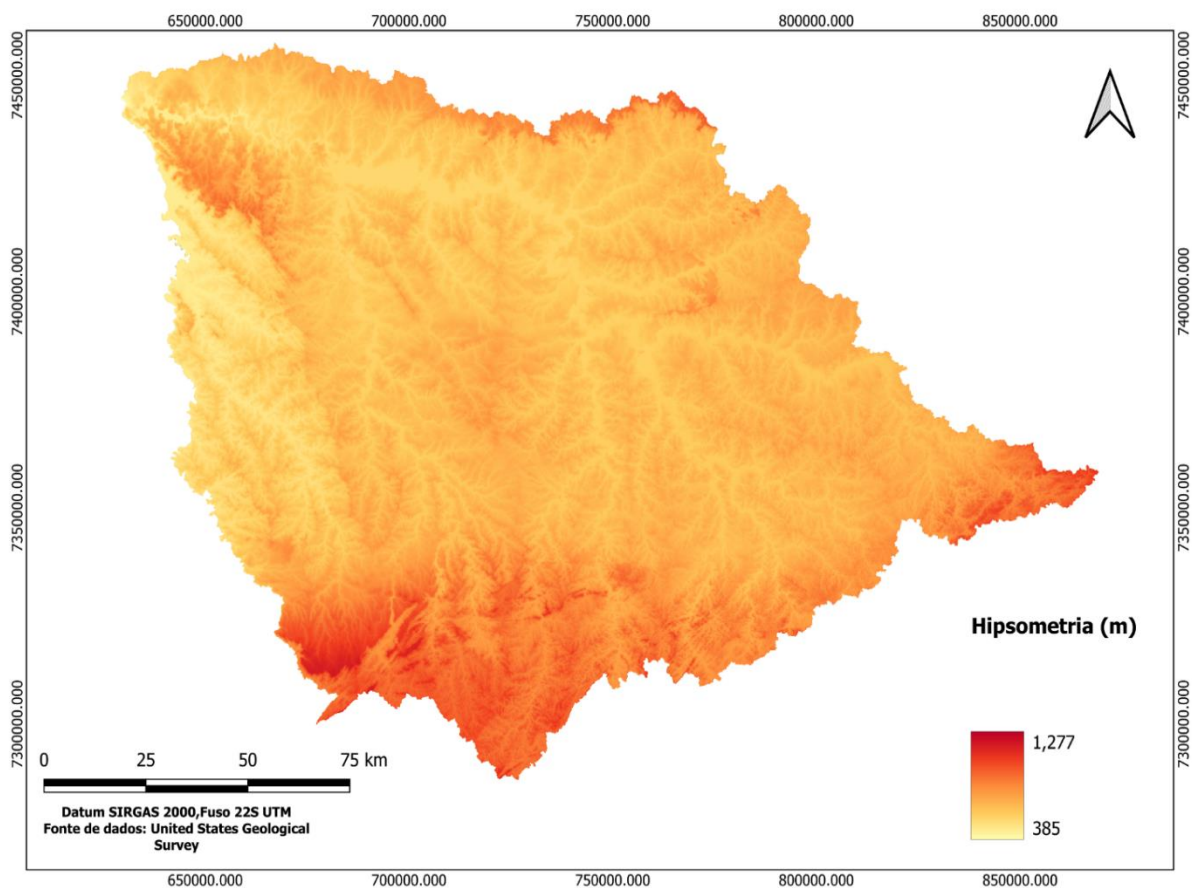 650000.000 700000.000 750000.000 800000.000 850000.000
7450000.000 7450000.000
7400000.000 7400000.000
7350000.000 7350000.000
Hipsometria (m)
7300000.000 7300000.000
1,277
385
0 25 50 75 km
Datum SIRGAS 2000,Fuso 22S UTM
Fonte de dados: United States Geological
Survey
650000.000 700000.000 750000.000 800000.000 850000.000